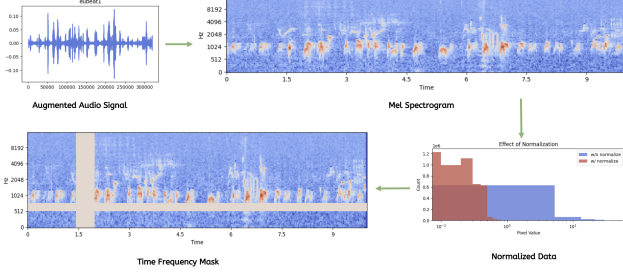 eubeat1
0.10
0.05
0.00
−0.05
−0.10
0 50000 100000 150000 200000 250000 300000
Augmented Audio Signal
Hz
8192
4096
2048
1024
512
0
0 1.5 3 4.5 6 7.5 9
Time
Mel Spectrogram
Hz
8192
4096
2048
1024
512
0
0 1.5 3 4.5 6 7.5 9
Time
Time Frequency Mask
Effect of Normalization
1e6
w/o normalize
w/ normalize
Count
1.2
1.0
0.8
0.6
0.4
0.2
0.0
10⁻¹ 10⁰ 10¹
Pixel Value
Normalized Data